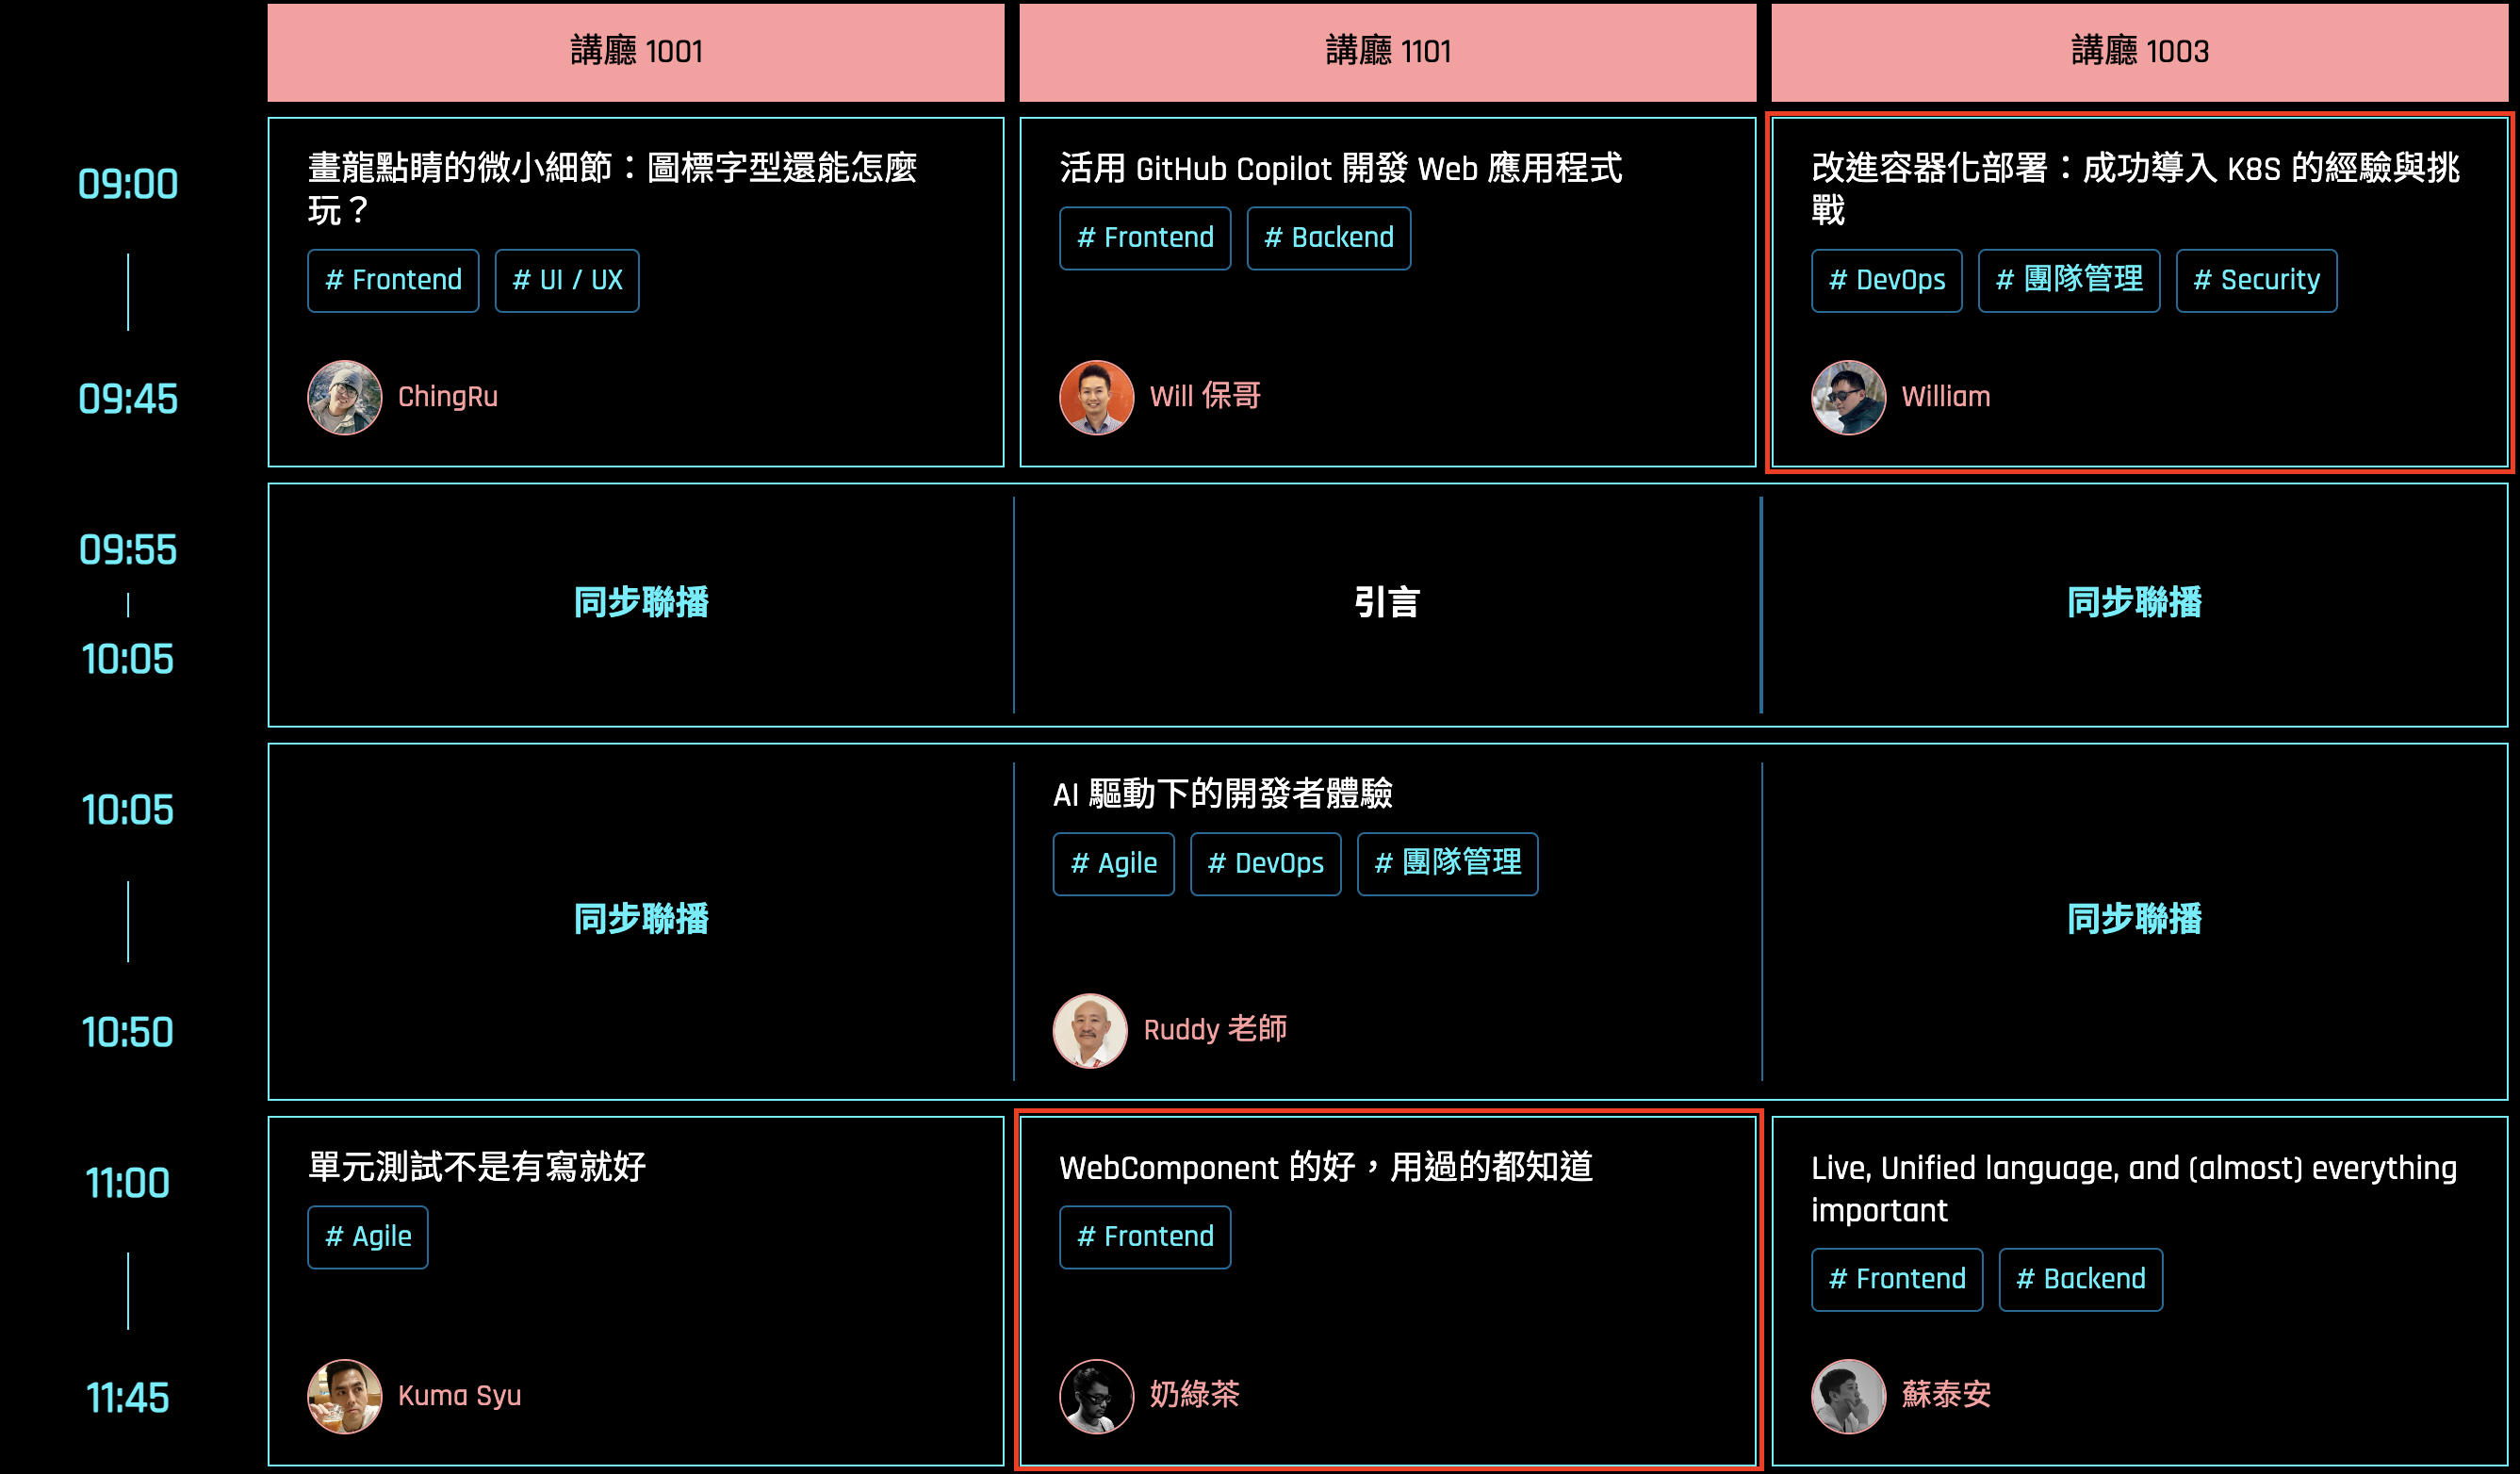 講廳 1001
講廳 1101
講廳 1003
09:00
09:45
畫龍點睛的微小細節：圖標字型還能怎麼
玩？
# Frontend
# UI / UX
ChingRu
活用 GitHub Copilot 開發 Web 應用程式
# Frontend
# Backend
Will 保哥
改進容器化部署：成功導入 K8S 的經驗與挑
戰
# DevOps
# 團隊管理
# Security
William
09:55
10:05
同步聯播
引言
同步聯播
10:05
10:50
同步聯播
AI 驅動下的開發者體驗
# Agile
# DevOps
# 團隊管理
Ruddy 老師
同步聯播
11:00
11:45
單元測試不是有寫就好
# Agile
Kuma Syu
WebComponent 的好，用過的都知道
# Frontend
奶綠茶
Live, Unified language, and (almost) everything
important
# Frontend
# Backend
蘇泰安